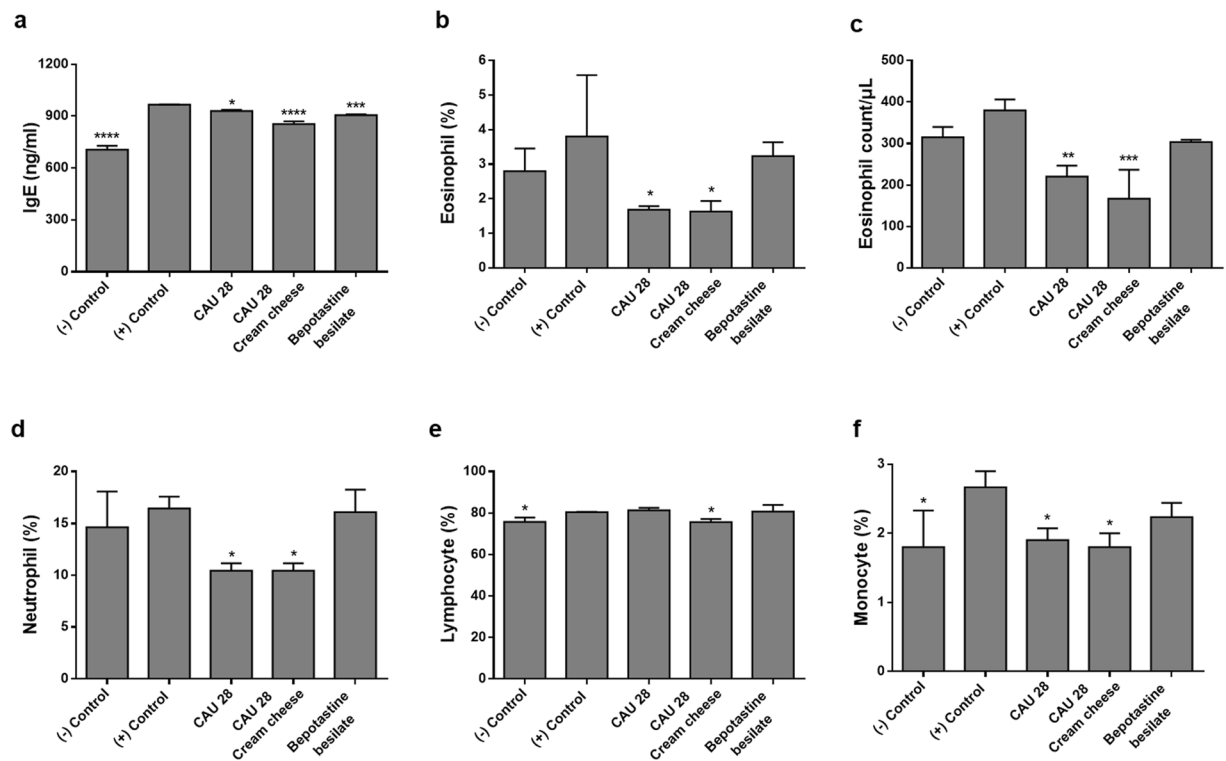 a
IgE (ng/ml)
1200
900
600
300
0
****
*
****
***
(-) Control
(+) Control
CAU 28
CAU 28
Cream cheese
Bepotastine
besilate
b
Eosinophil (%)
6
5
4
3
2
1
0
*
*
(-) Control
(+) Control
CAU 28
CAU 28
Cream cheese
Bepotastine
besilate
c
Eosinophil count/μL
500
400
300
200
100
0
**
***
(-) Control
(+) Control
CAU 28
CAU 28
Cream cheese
Bepotastine
besilate
d
Neutrophil (%)
20
15
10
5
0
*
*
(-) Control
(+) Control
CAU 28
CAU 28
Cream cheese
Bepotastine
besilate
e
Lymphocyte (%)
100
80
60
40
20
0
*
*
(-) Control
(+) Control
CAU 28
CAU 28
Cream cheese
Bepotastine
besilate
f
Monocyte (%)
3
2
1
0
*
*
*
(-) Control
(+) Control
CAU 28
CAU 28
Cream cheese
Bepotastine
besilate